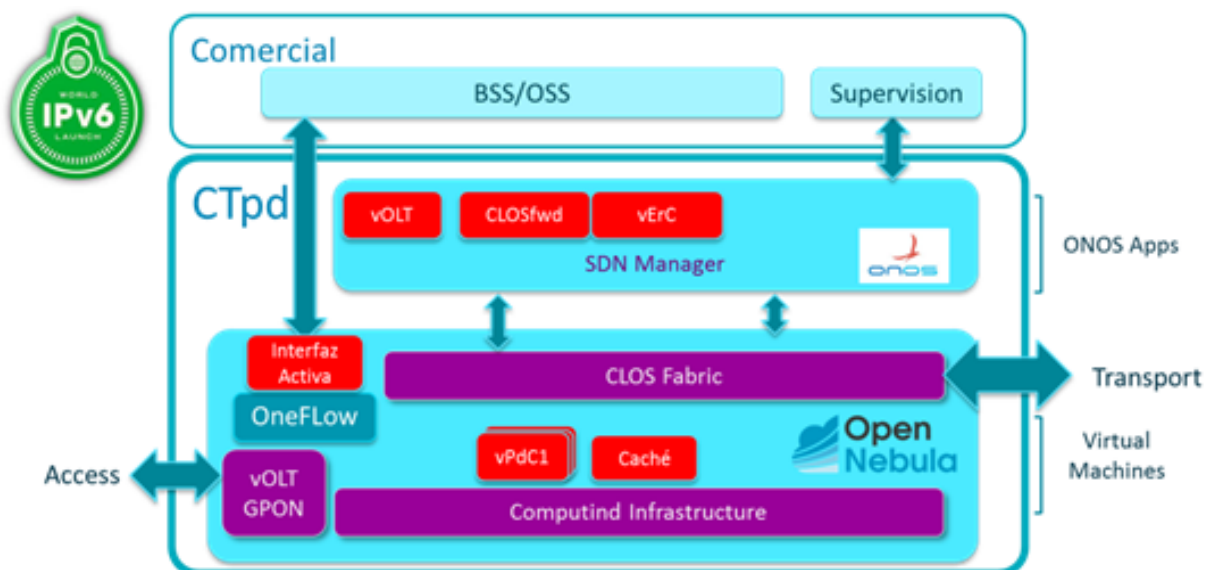 Comercial
BSS/OSS
Supervision
WORLD
IPv6
LAUNCH
CTpd
vOLT
CLOSfwd
vErC
SDN Manager
onos
ONOS Apps
Interfaz
Activa
OneFLow
CLOS Fabric
Transport
Open
Nebula
Virtual
Machines
Access
vOLT
GPON
vPdC1
Caché
Computind Infrastructure